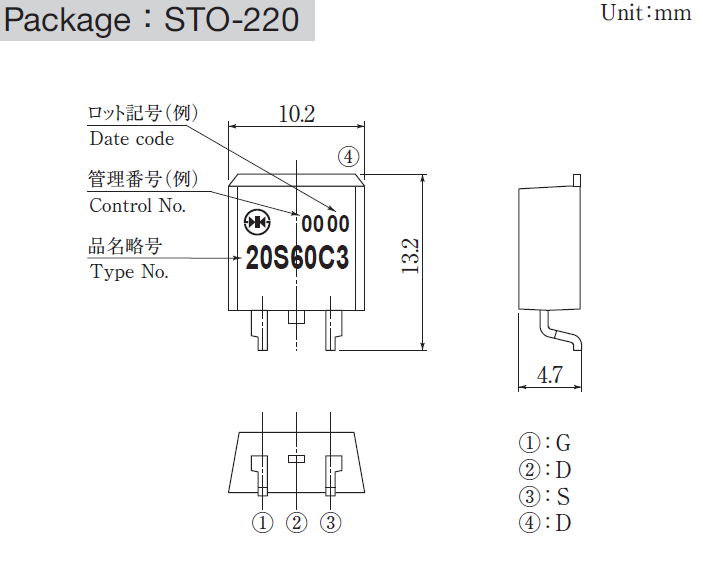 Package：STO-220
Unit：mm
ロット記号（例）
Date code
10.2
④
管理番号（例）
Control No.
0000
品名略号
Type No.
20S60C3
13.2
4.7
①：G
②：D
③：S
④：D
① ② ③